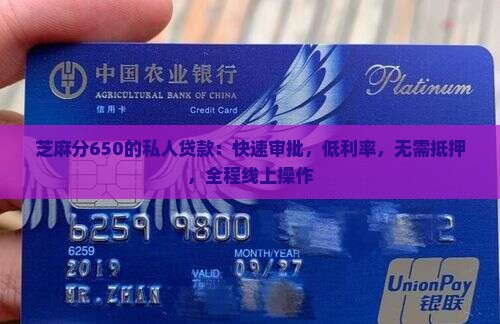 中国农业银行
AGRICULTURAL BANK OF CHINA
信用卡 Credit Card
Platinum
芝麻分650的私人贷款：快速审批，低利率，无需抵押
，全程线上操作
6259 9800 2
6259
MONTH/YEAR
2019 VALID 09/27
MR.ZHAN
UnionPay
银联